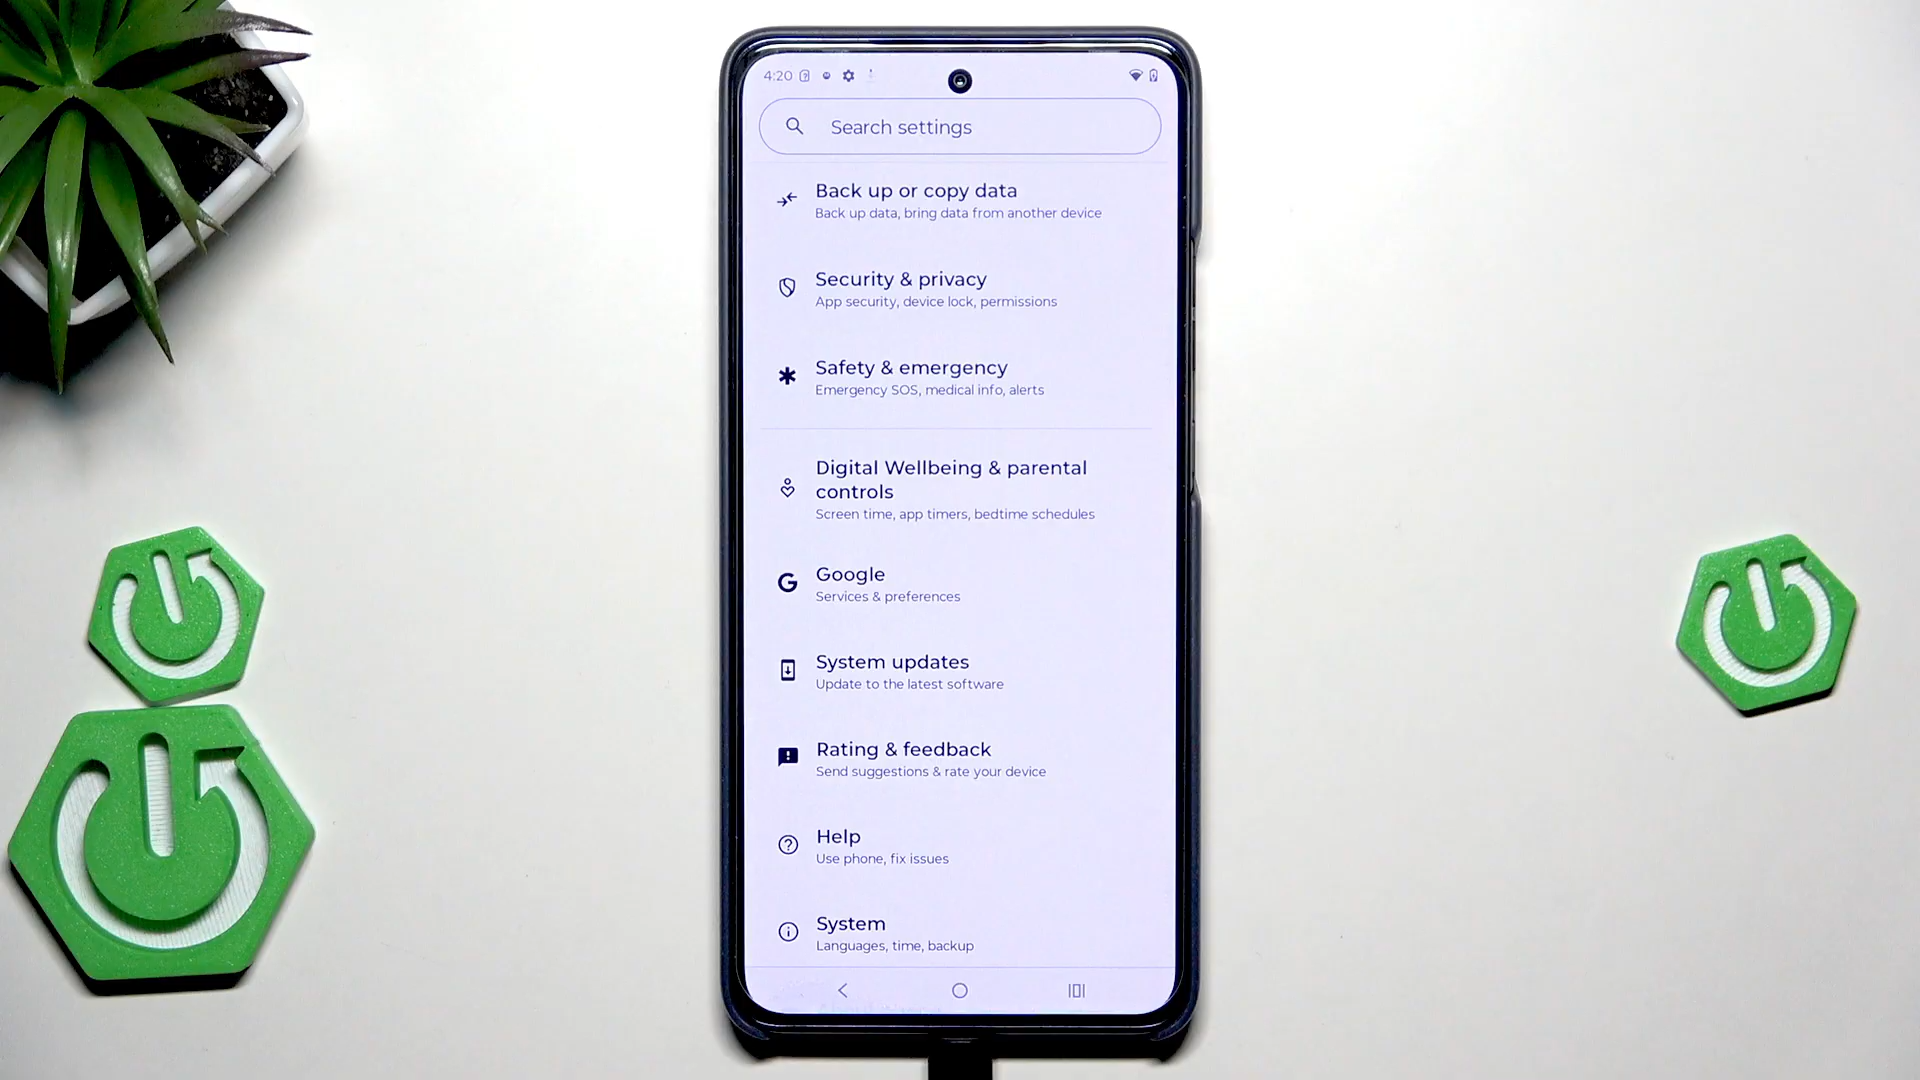 4:20
Search settings
Back up or copy data
Back up data, bring data from another device
Security & privacy
App security, device lock, permissions
Safety & emergency
Emergency SOS, medical info, alerts
Digital Wellbeing & parental
controls
Screen time, app timers, bedtime schedules
Google
Services & preferences
System updates
Update to the latest software
Rating & feedback
Send suggestions & rate your device
Help
Use phone, fix issues
System
Languages, time, backup